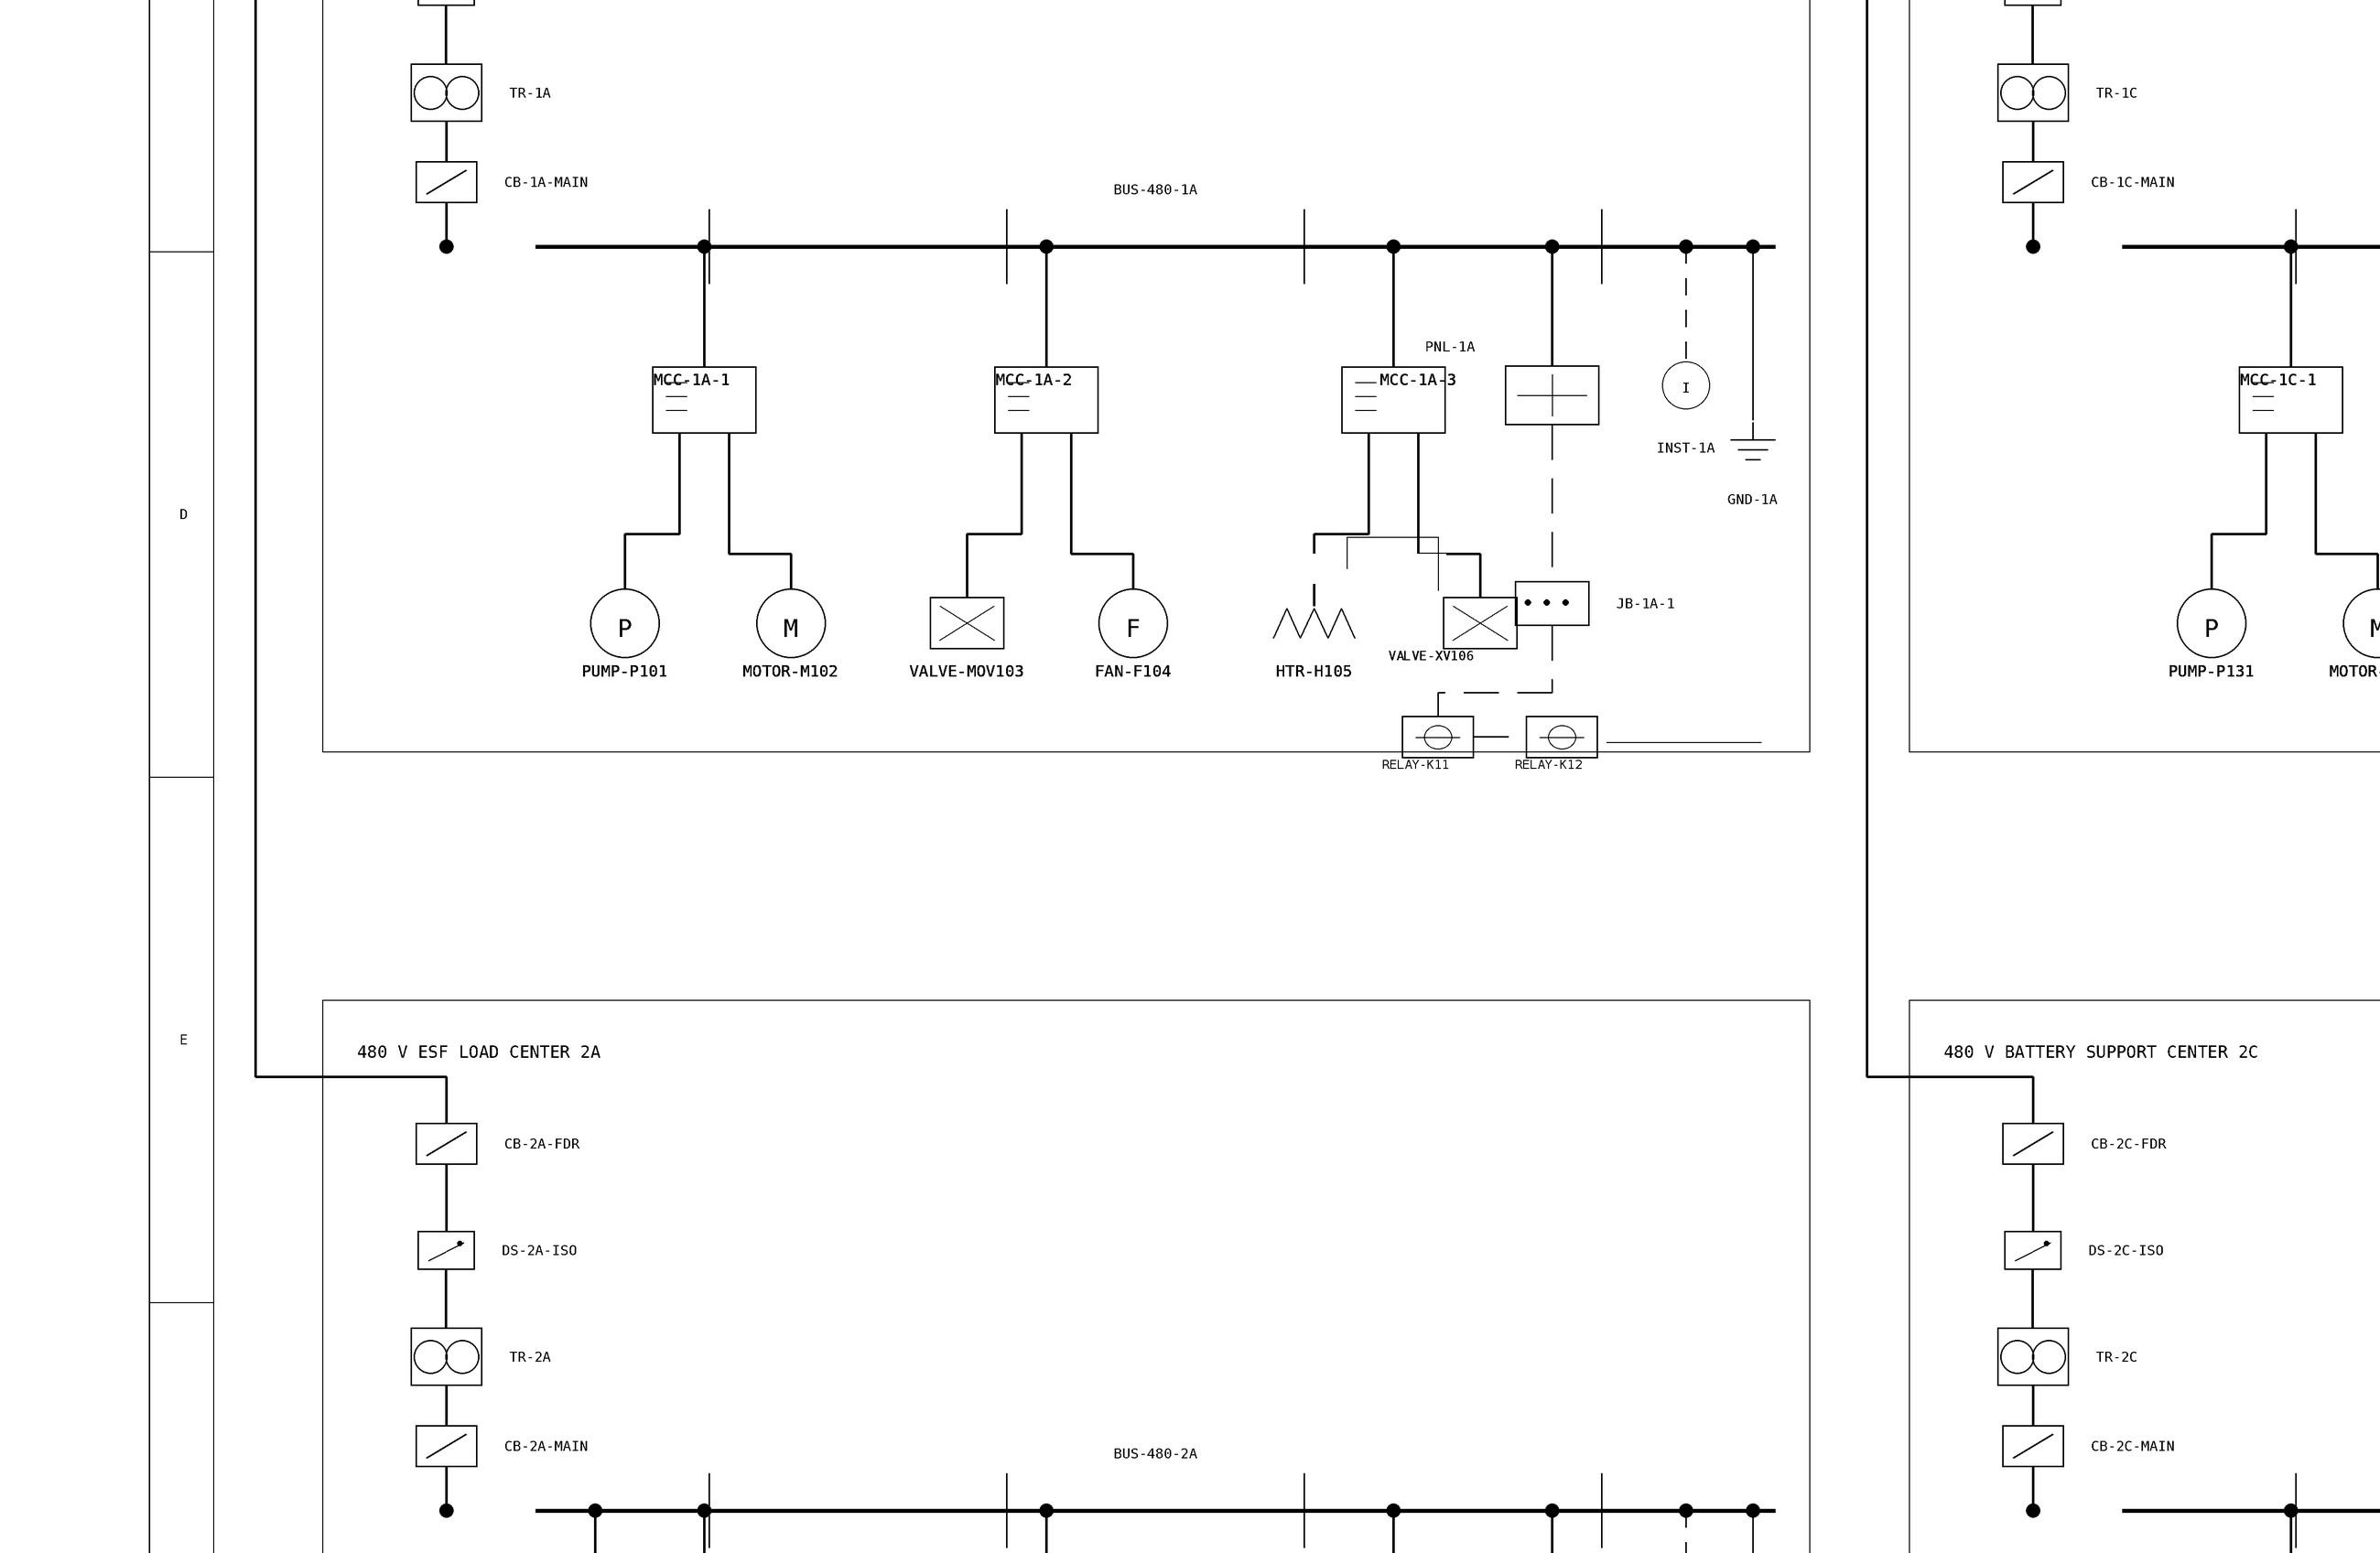 TR-1A
TR-1C
CB-1A-MAIN
BUS-480-1A
CB-1C-MAIN
PNL-1A
MCC-1A-1
MCC-1A-2
MCC-1A-3
MCC-1C-1
I
INST-1A
GND-1A
D
JB-1A-1
P
M
F
P
VALVE-XV106
PUMP-P101
MOTOR-M102
VALVE-MOV103
FAN-F104
HTR-H105
PUMP-P131
RELAY-K11
RELAY-K12
E
480 V ESF LOAD CENTER 2A
480 V BATTERY SUPPORT CENTER 2C
CB-2A-FDR
CB-2C-FDR
DS-2A-ISO
DS-2C-ISO
TR-2A
TR-2C
CB-2A-MAIN
BUS-480-2A
CB-2C-MAIN